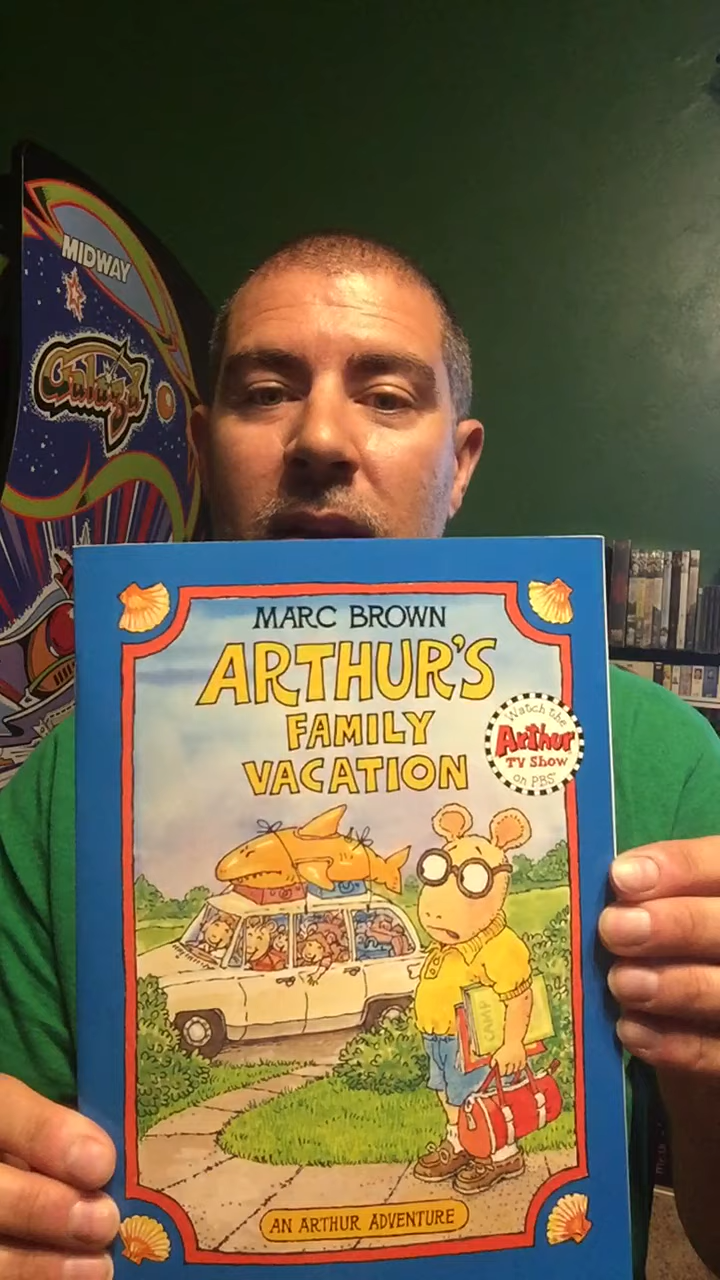 MIDWAY
Galaga
MARC BROWN
ARTHUR'S
FAMILY
VACATION
Watch the
Arthur
TV Show
on PBS
CAMP
AN ARTHUR ADVENTURE